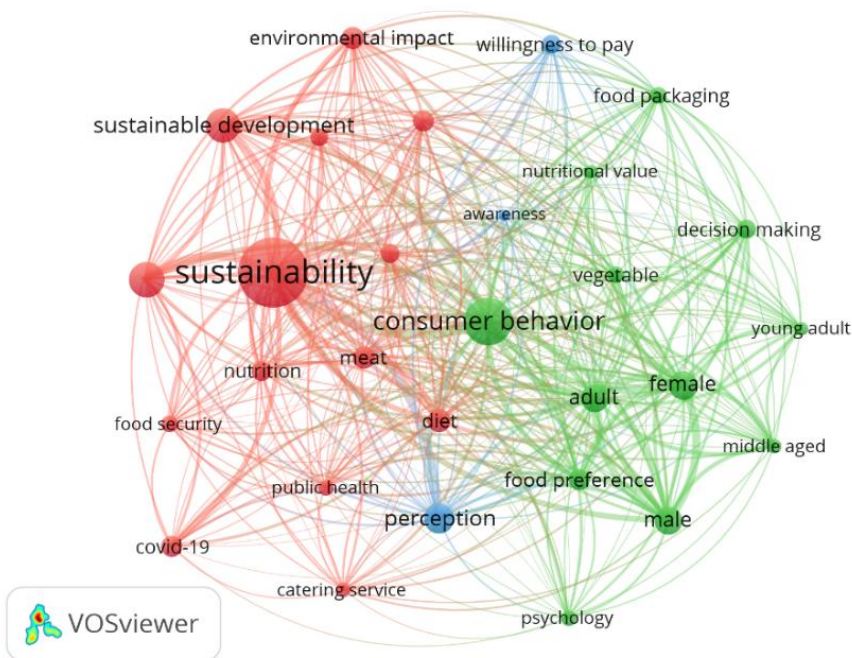 environmental impact
willingness to pay
food packaging
sustainable development
nutritional value
awareness
decision making
sustainability
vegetable
consumer behavior
young adult
meat
nutrition
female
adult
food security
diet
middle aged
public health
food preference
perception
male
covid-19
catering service
psychology
VOSviewer